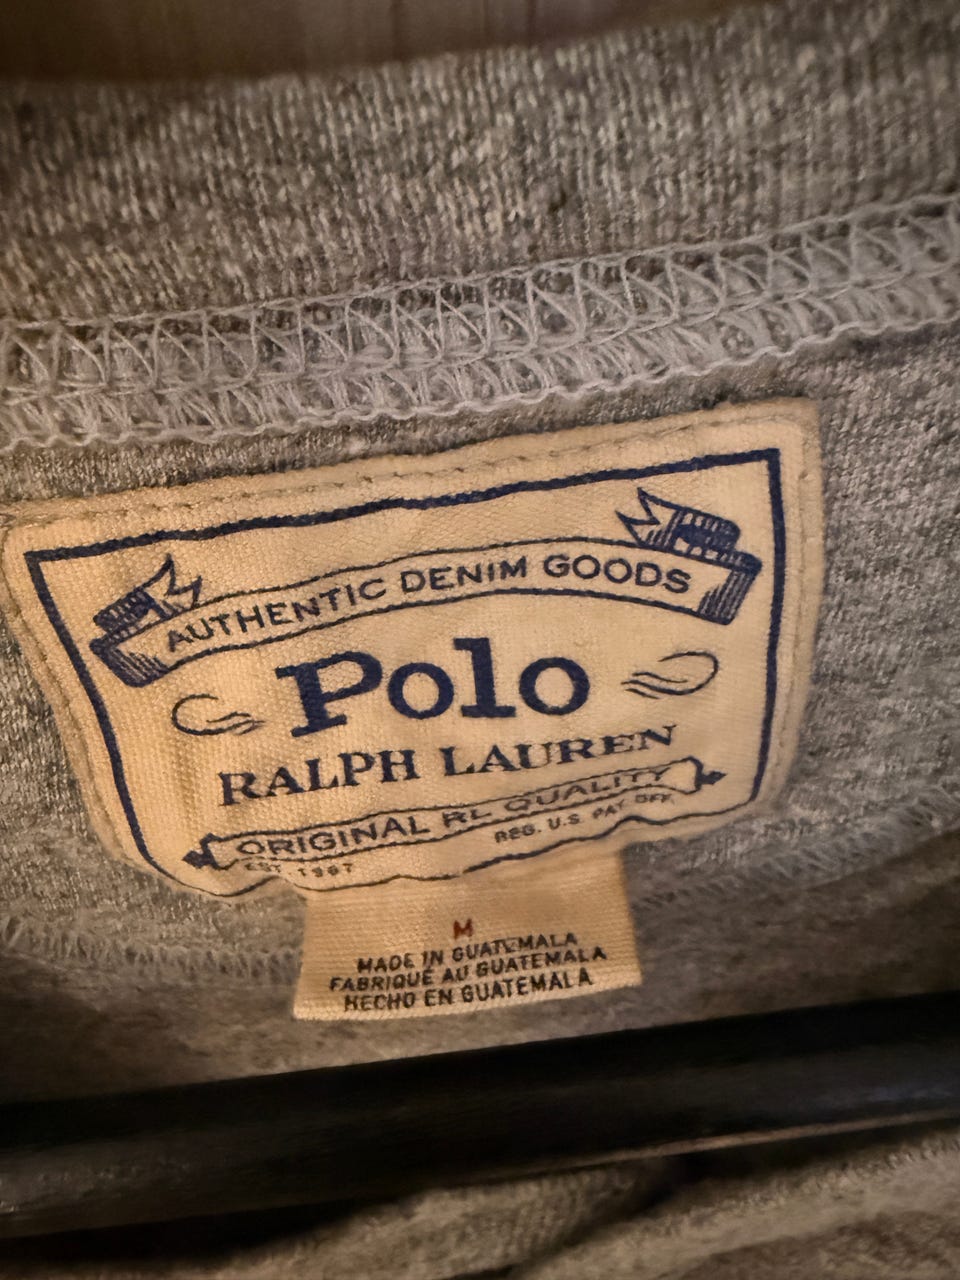 AUTHENTIC DENIM GOODS
Polo
RALPH LAUREN
ORIGINAL RL QUALITY
EST. 1967
REG. U.S. PAT. OFF.
M
MADE IN GUATEMALA
FABRIQUÉ AU GUATEMALA
HECHO EN GUATEMALA